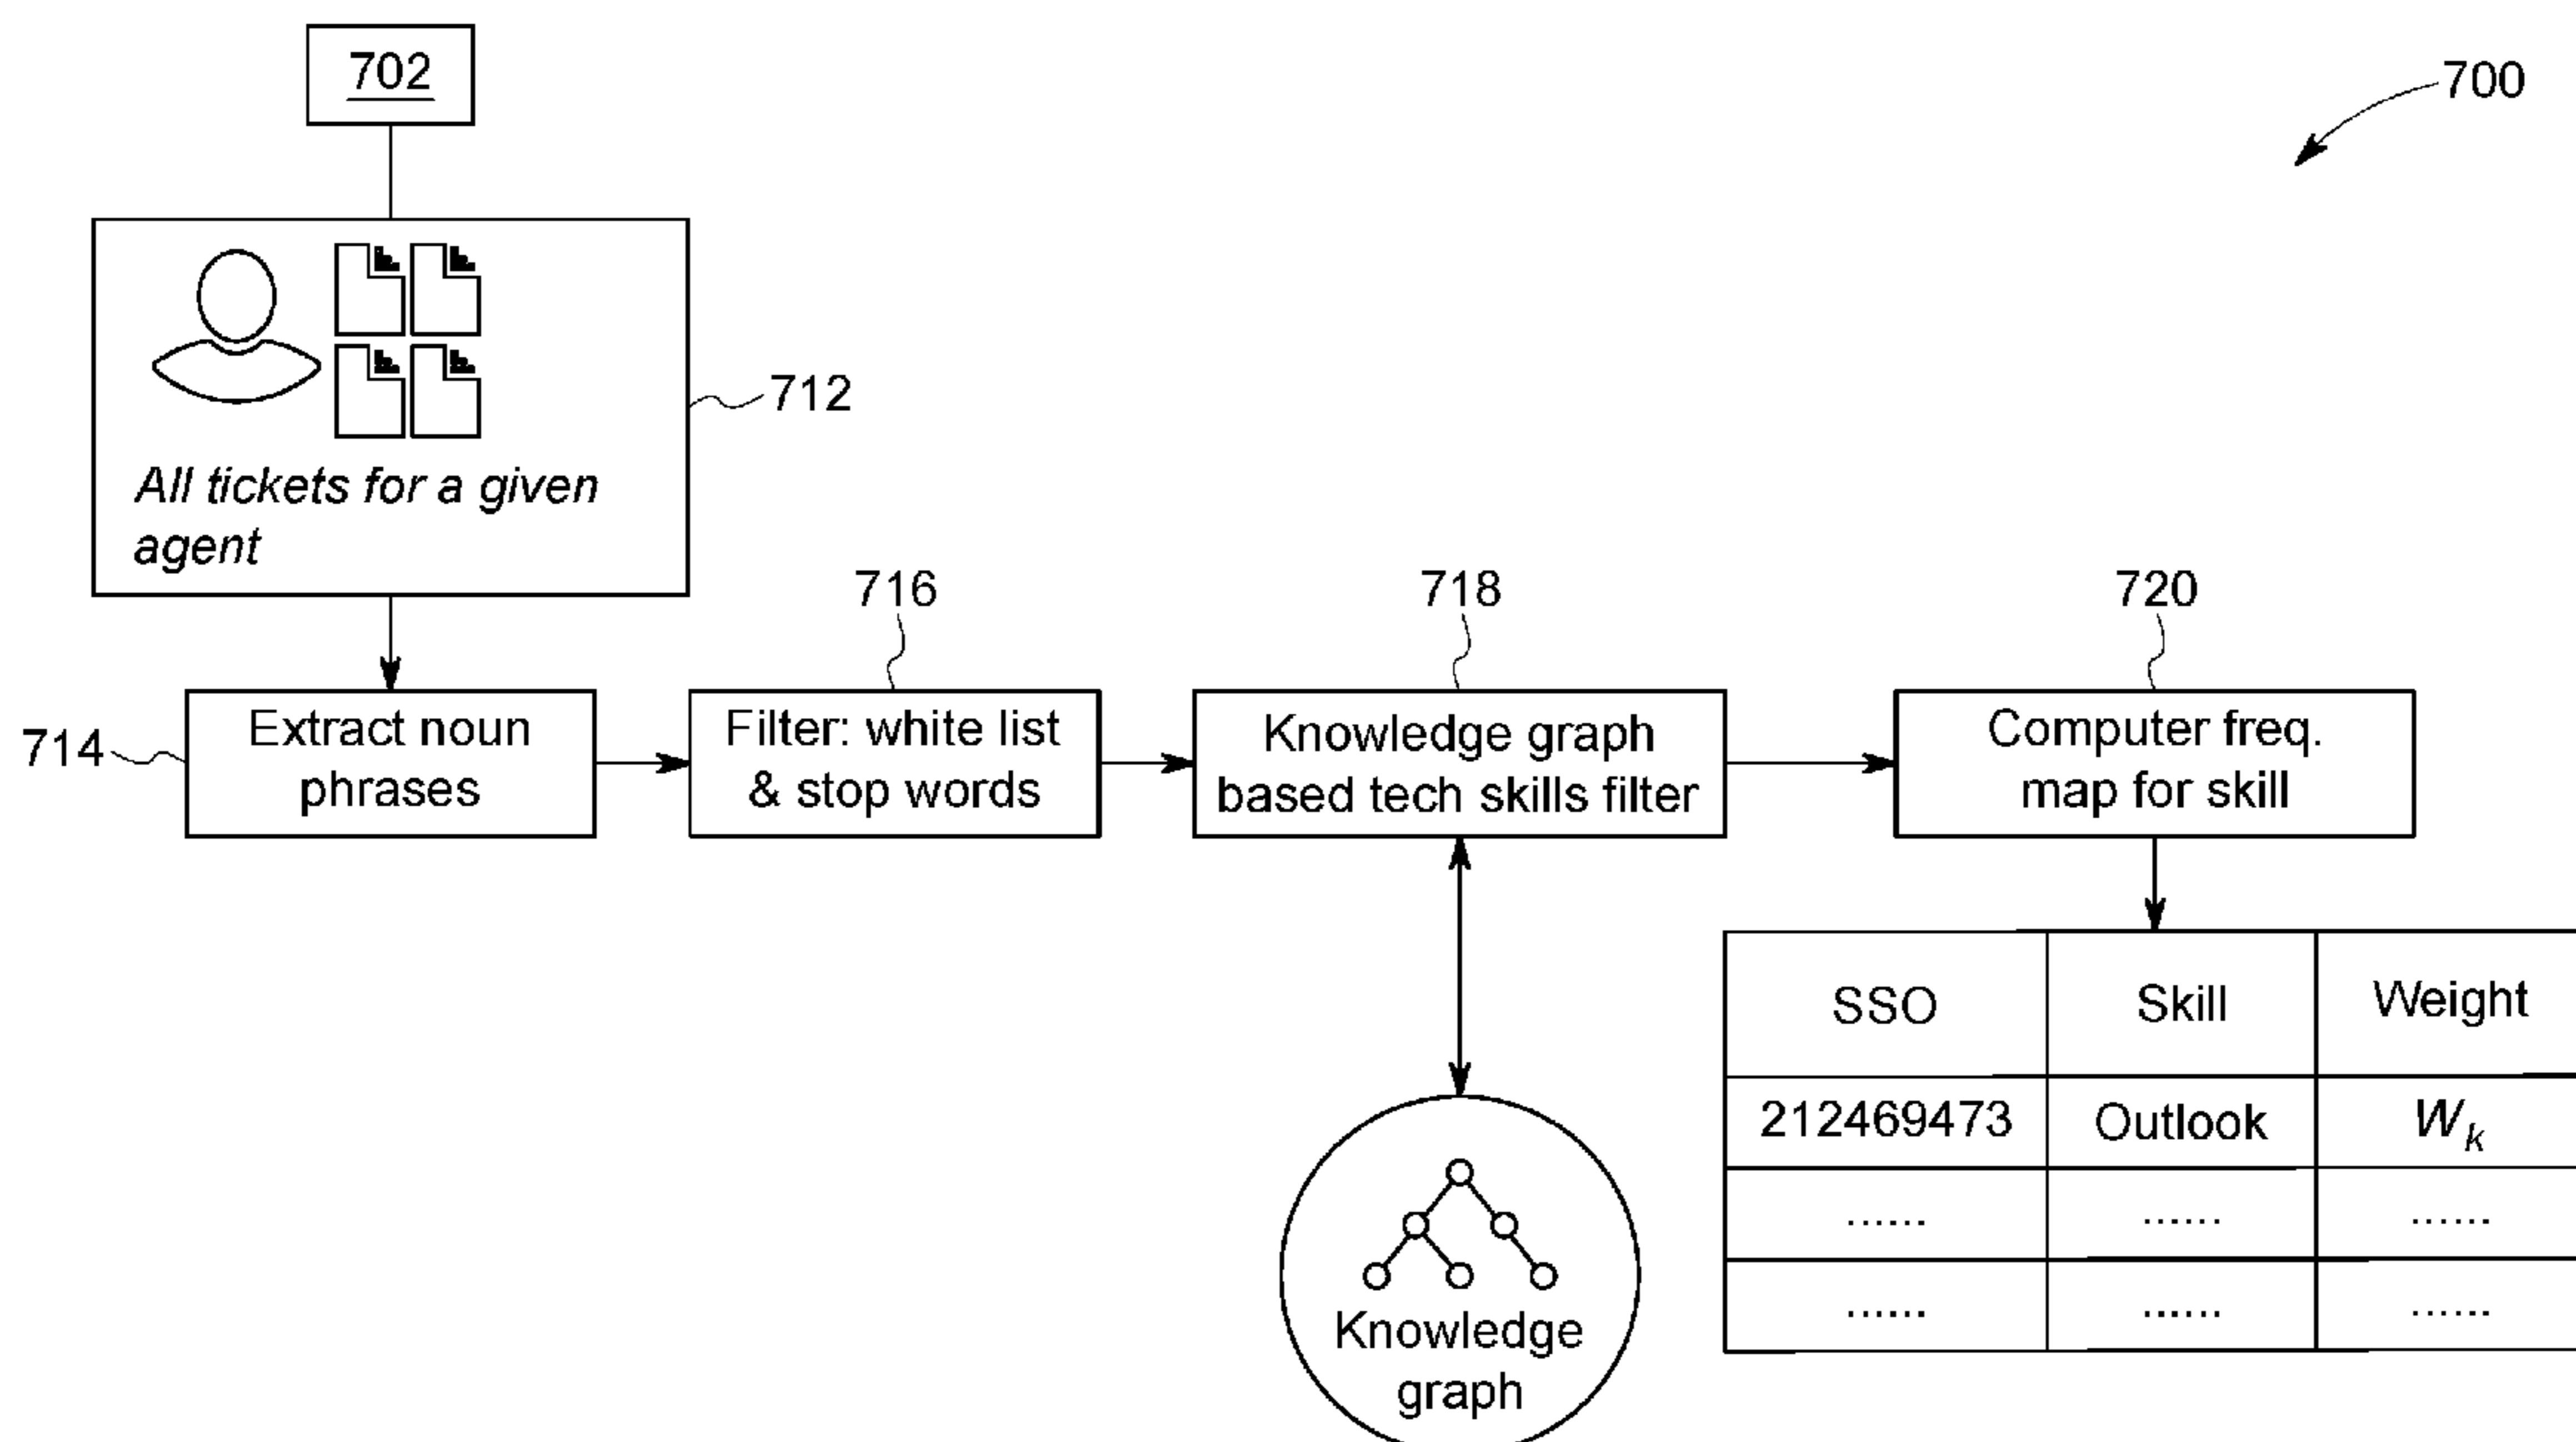 702
700
All tickets for a given
agent
712
716
718
720
714
Extract noun
phrases
Filter: white list
& stop words
Knowledge graph
based tech skills filter
Computer freq.
map for skill
SSO Skill Weight
212469473 Outlook Wk
...... ...... ......
...... ...... ......
Knowledge
graph